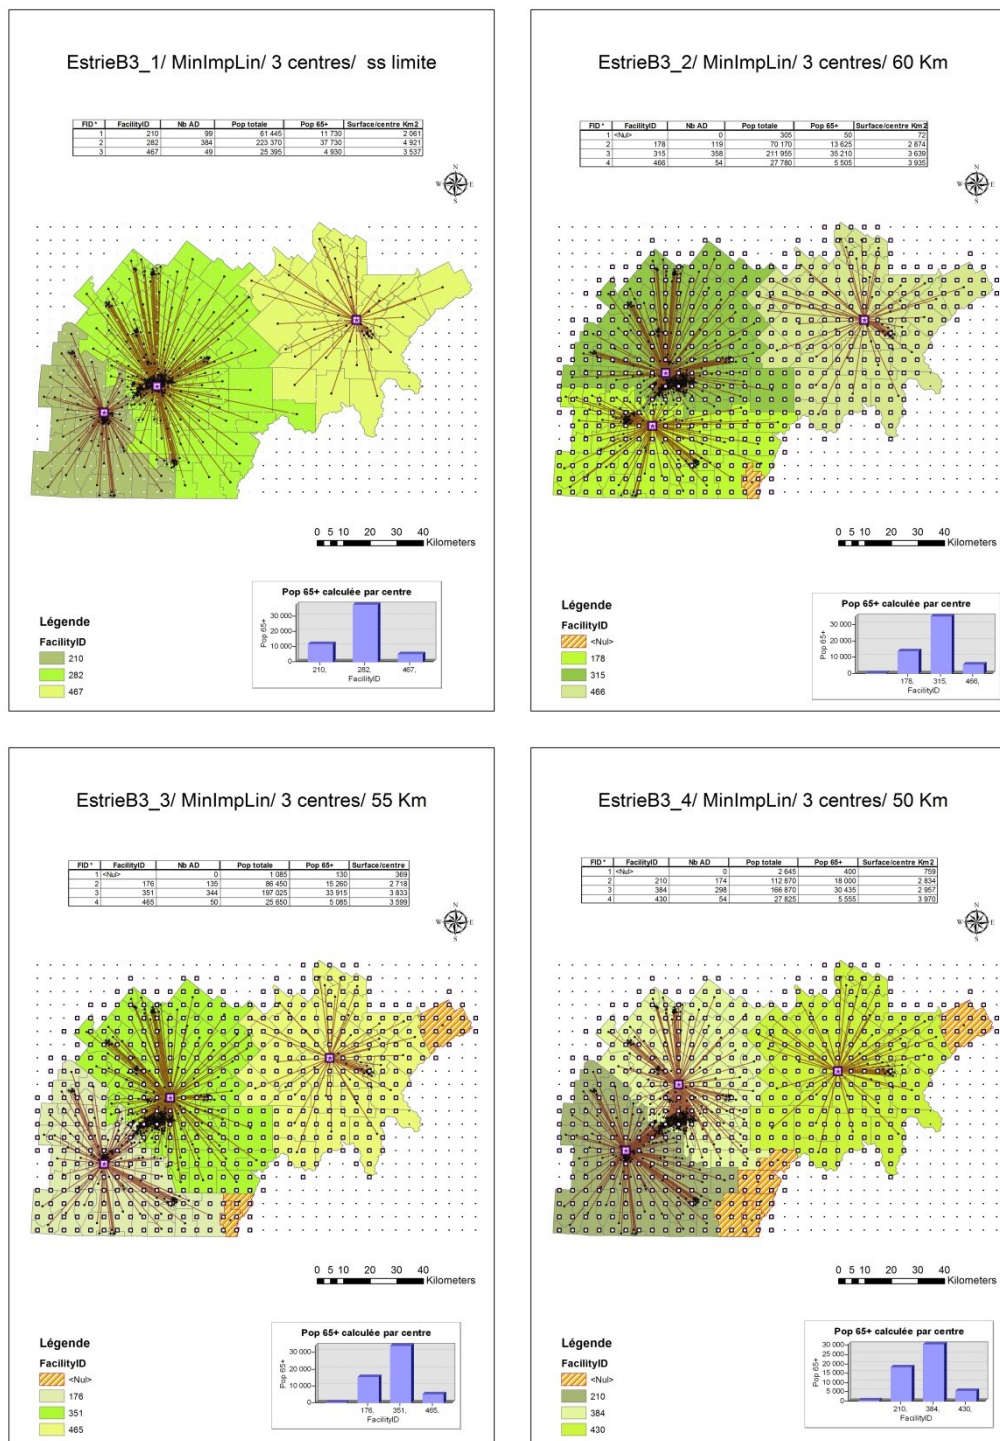 EstrieB3_1/ MinImpLin/ 3 centres/ ss limite
FID * FacilityID Nb AD Pop totale Pop 65+ Surface/centre Km2
1 210 99 61 445 11 730 2 061
2 282 384 223 370 37 730 4 921
3 467 49 25 395 4 930 3 537
N
W E
S
0 5 10 20 30 40
Kilometers
Légende
FacilityID
210
282
467
Pop 65+ calculée par centre
Pop 65+
30 000
20 000
10 000
0
210, 282, 467,
FacilityID
EstrieB3_2/ MinImpLin/ 3 centres/ 60 Km
FID * FacilityID Nb AD Pop totale Pop 65+ Surface/centre Km2
1 <Nul> 0 305 50 72
2 178 119 70 170 13 625 2 874
3 315 358 211 955 35 210 3 639
4 466 54 27 780 5 505 3 935
N
W E
S
0 5 10 20 30 40
Kilometers
Légende
FacilityID
<Nul>
178
315
466
Pop 65+ calculée par centre
Pop 65+
30 000
20 000
10 000
0
178, 315, 466,
FacilityID
EstrieB3_3/ MinImpLin/ 3 centres/ 55 Km
FID * FacilityID Nb AD Pop totale Pop 65+ Surface/centre
1 <Nul> 0 1 085 130 369
2 176 135 86 450 15 260 2 718
3 351 344 197 025 33 915 3 833
4 465 50 25 650 5 085 3 599
N
W E
S
0 5 10 20 30 40
Kilometers
Légende
FacilityID
<Nul>
176
351
465
Pop 65+ calculée par centre
Pop 65+
30 000
20 000
10 000
0
176, 351, 465,
FacilityID
EstrieB3_4/ MinImpLin/ 3 centres/ 50 Km
FID * FacilityID Nb AD Pop totale Pop 65+ Surface/centre Km2
1 <Nul> 0 2 645 400 759
2 210 174 112 870 18 000 2 834
3 384 298 166 870 30 435 2 957
4 430 54 27 825 5 555 3 970
N
W E
S
0 5 10 20 30 40
Kilometers
Légende
FacilityID
<Nul>
210
384
430
Pop 65+ calculée par centre
Pop 65+
30 000
25 000
20 000
15 000
10 000
5 000
0
210, 384, 430,
FacilityID